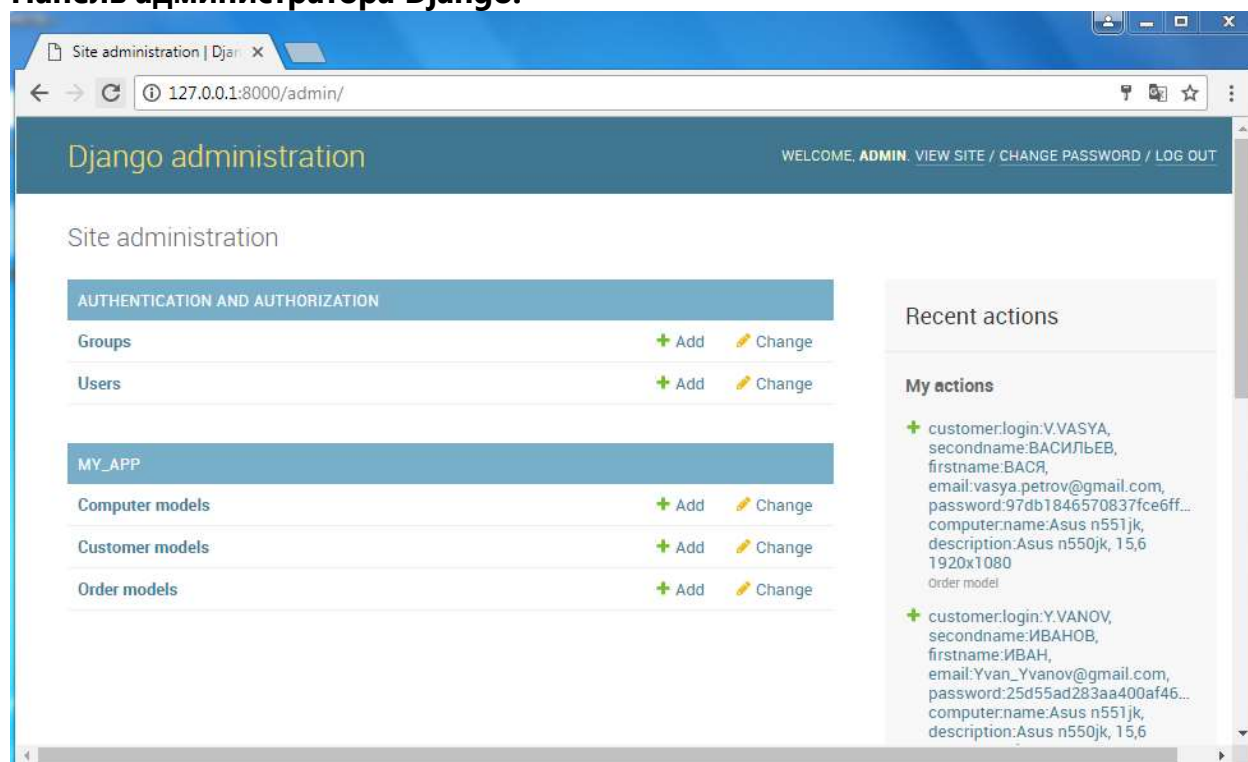 Панель администратора Django.
Site administration | Djan
127.0.0.1:8000/admin/
Django administration
WELCOME, ADMIN. VIEW SITE / CHANGE PASSWORD / LOG OUT
Site administration
AUTHENTICATION AND AUTHORIZATION
Groups Add Change
Users Add Change
MY_APP
Computer models Add Change
Customer models Add Change
Order models Add Change
Recent actions
My actions
customer:login:V.VASYA,
secondname:ВАСИЛЬЕВ,
firstname:ВАСЯ,
email:vasya.petrov@gmail.com,
password:97db1846570837fce6ff...
computer:name:Asus n551jk,
description:Asus n550jk, 15,6
1920x1080
Order model
customer:login:Y.VANOV,
secondname:ИВАНОВ,
firstname:ИВАН,
email:Yvan_Yvanov@gmail.com,
password:25d55ad283aa400af46...
computer:name:Asus n551jk,
description:Asus n550jk, 15,6